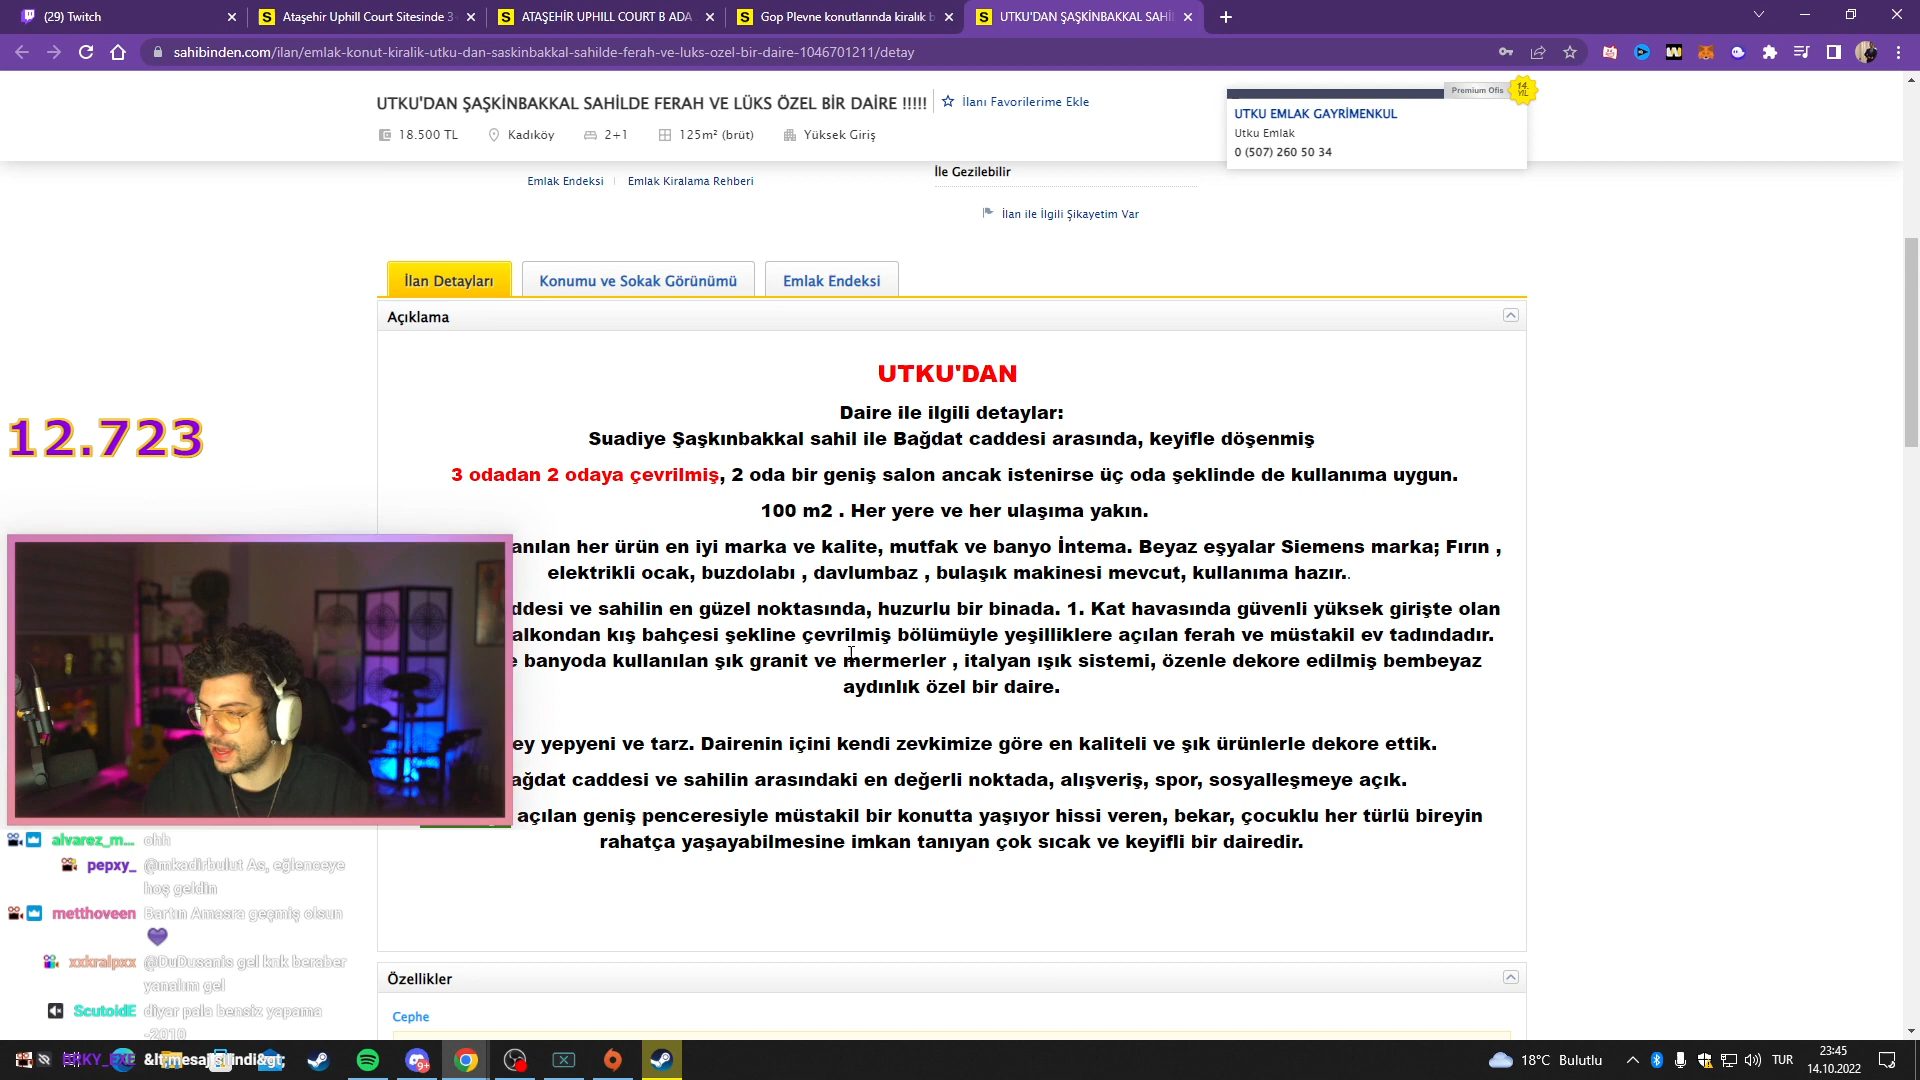 (29) Twitch
Ataşehir Uphill Court Sitesinde 3
ATAŞEHİR UPHILL COURT B ADA
Gop Plevne konutlarında kiralık b
UTKU'DAN ŞAŞKİNBAKKAL SAHİ
sahibinden.com/ilan/emlak-konut-kiralik-utku-dan-saskinbakkal-sahilde-ferah-ve-luks-ozel-bir-daire-1046701211/detay
UTKU'DAN ŞAŞKİNBAKKAL SAHİLDE FERAH VE LÜKS ÖZEL BİR DAİRE !!!!!
İlanı Favorilerime Ekle
18.500 TL
Kadıköy
2+1
125m² (brüt)
Yüksek Giriş
Premium Ofis
14. YIL
UTKU EMLAK GAYRİMENKUL
Utku Emlak
0 (507) 260 50 34
İle Gezilebilir
Emlak Endeksi
Emlak Kiralama Rehberi
İlan ile İlgili Şikayetim Var
İlan Detayları
Konumu ve Sokak Görünümü
Emlak Endeksi
Açıklama
UTKU'DAN
Daire ile ilgili detaylar:
Suadiye Şaşkınbakkal sahil ile Bağdat caddesi arasında, keyifle döşenmiş
3 odadan 2 odaya çevrilmiş, 2 oda bir geniş salon ancak istenirse üç oda şeklinde de kullanıma uygun.
100 m2 . Her yere ve her ulaşıma yakın.
anılan her ürün en iyi marka ve kalite, mutfak ve banyo İntema. Beyaz eşyalar Siemens marka; Fırın ,
elektrikli ocak, buzdolabı , davlumbaz , bulaşık makinesi mevcut, kullanıma hazır..
ddesi ve sahilin en güzel noktasında, huzurlu bir binada. 1. Kat havasında güvenli yüksek girişte olan
alkondan kış bahçesi şekline çevrilmiş bölümüyle yeşilliklere açılan ferah ve müstakil ev tadındadır.
e banyoda kullanılan şık granit ve mermerler , italyan ışık sistemi, özenle dekore edilmiş bembeyaz
aydınlık özel bir daire.
ey yepyeni ve tarz. Dairenin içini kendi zevkimize göre en kaliteli ve şık ürünlerle dekore ettik.
ağdat caddesi ve sahilin arasındaki en değerli noktada, alışveriş, spor, sosyalleşmeye açık.
açılan geniş penceresiyle müstakil bir konutta yaşıyor hissi veren, bekar, çocuklu her türlü bireyin
rahatça yaşayabilmesine imkan tanıyan çok sıcak ve keyifli bir dairedir.
Özellikler
Cephe
12.723
alvarez_m... ohh
pepxy_ @mkadirbulut As, eğlenceye
hoş geldin
metthoveen Bartın Amasra geçmiş olsun
xxkralpxx @DuDusanis gel knk beraber
yanalım gel
ScutoidE diyar pala bensiz yapama
-2010
9+
18°C Bulutlu
TUR
23:45
14.10.2022